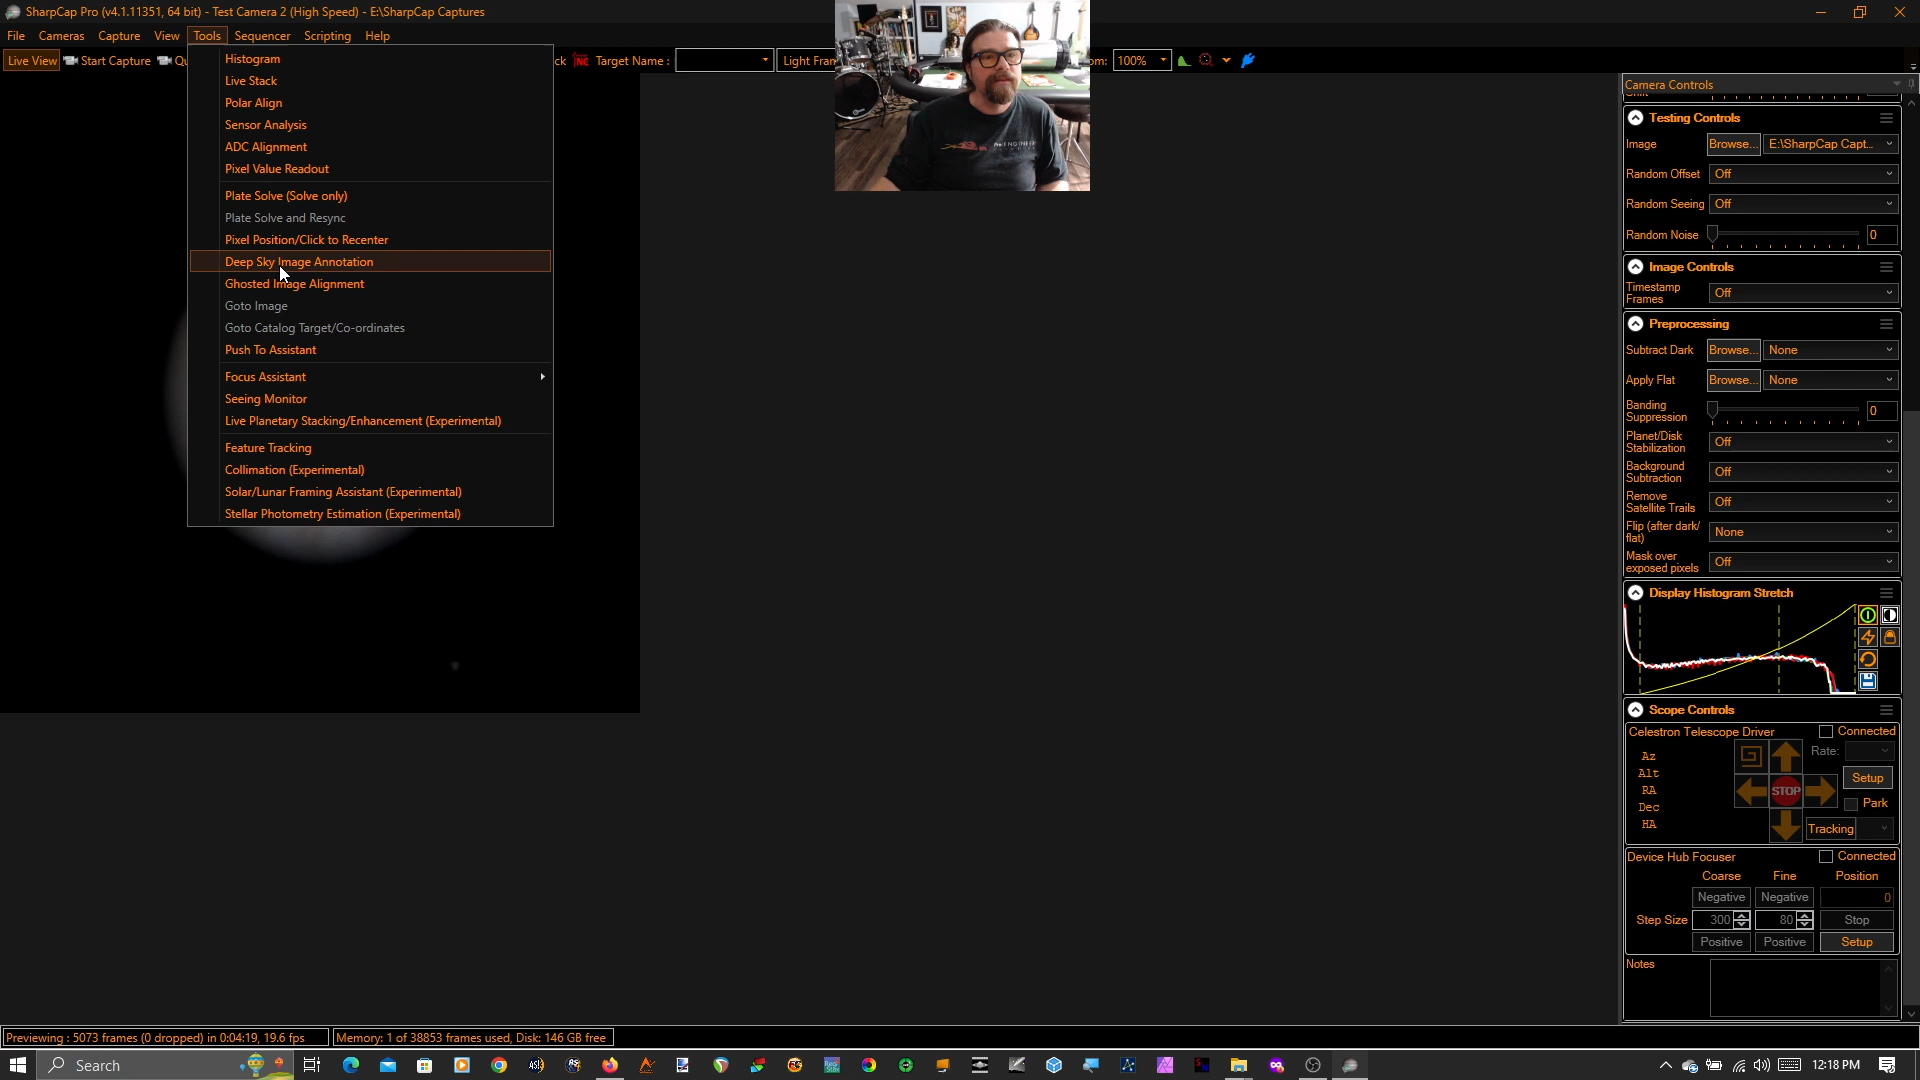 SharpCap Pro (v4.1.11351, 64 bit) - Test Camera 2 (High Speed) - E:\SharpCap Captures
File Cameras Capture View Tools Sequencer Scripting Help
Live View Start Capture Qu ck Target Name : Light Fran om: 100%
Histogram
Live Stack
Polar Align
Sensor Analysis
ADC Alignment
Pixel Value Readout
Plate Solve (Solve only)
Plate Solve and Resync
Pixel Position/Click to Recenter
Deep Sky Image Annotation
Ghosted Image Alignment
Goto Image
Goto Catalog Target/Co-ordinates
Push To Assistant
Focus Assistant
Seeing Monitor
Live Planetary Stacking/Enhancement (Experimental)
Feature Tracking
Collimation (Experimental)
Solar/Lunar Framing Assistant (Experimental)
Stellar Photometry Estimation (Experimental)
Camera Controls
Testing Controls
Image Browse... E:\SharpCap Capt...
Random Offset Off
Random Seeing Off
Random Noise 0
Image Controls
Timestamp
Frames Off
Preprocessing
Subtract Dark Browse... None
Apply Flat Browse... None
Banding
Suppression 0
Planet/Disk
Stabilization Off
Background
Subtraction Off
Remove
Satellite Trails Off
Flip (after dark/
flat) None
Mask over
exposed pixels Off
Display Histogram Stretch
Scope Controls
Celestron Telescope Driver Connected
Az Rate:
Alt Setup
RA STOP
Dec Park
HA Tracking
Device Hub Focuser Connected
Coarse Fine Position
Negative Negative 0
Step Size 300 80 Stop
Positive Positive Setup
Notes
Previewing : 5073 frames (0 dropped) in 0:04:19, 19.6 fps Memory: 1 of 38853 frames used, Disk: 146 GB free
Search 12:18 PM